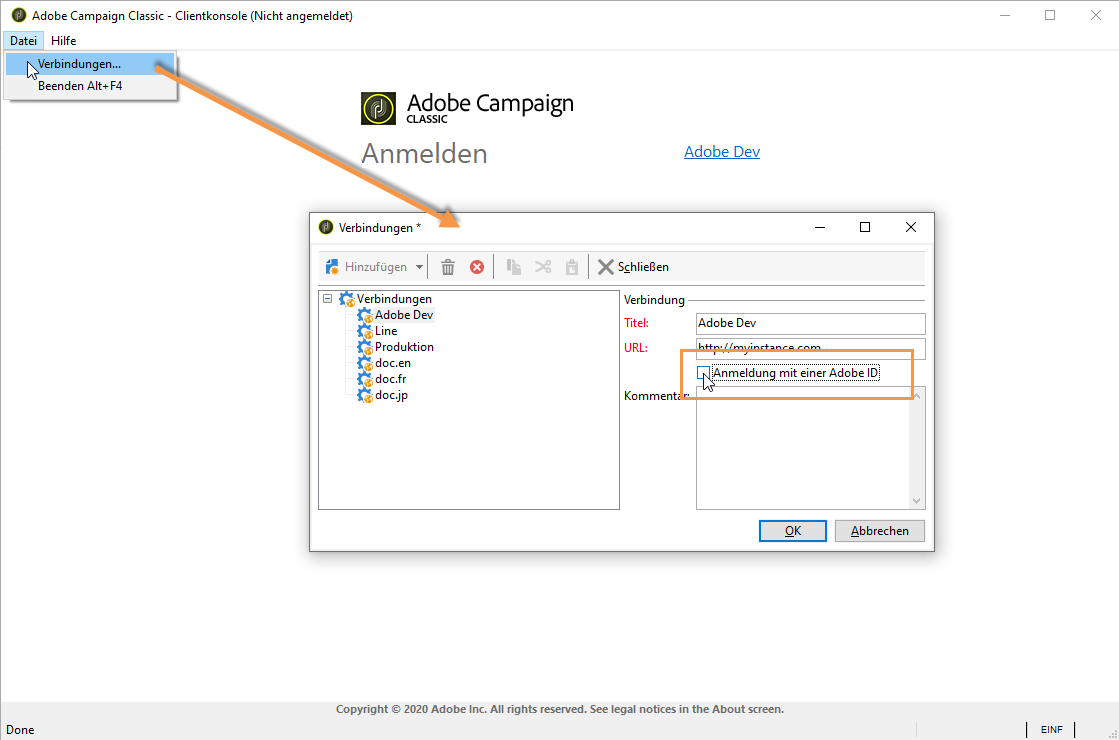 Adobe Campaign Classic - Clientkonsole (Nicht angemeldet)
Datei Hilfe
Verbindungen...
Beenden Alt+F4
Adobe Campaign
CLASSIC
Anmelden
Adobe Dev
Verbindungen *
Hinzufügen
Schließen
Verbindungen
Adobe Dev
Line
Produktion
doc.en
doc.fr
doc.jp
Verbindung
Titel: Adobe Dev
URL: http://myinstance.com
Anmeldung mit einer Adobe ID
Kommentar:
OK Abbrechen
Copyright © 2020 Adobe Inc. All rights reserved. See legal notices in the About screen.
Done EINF